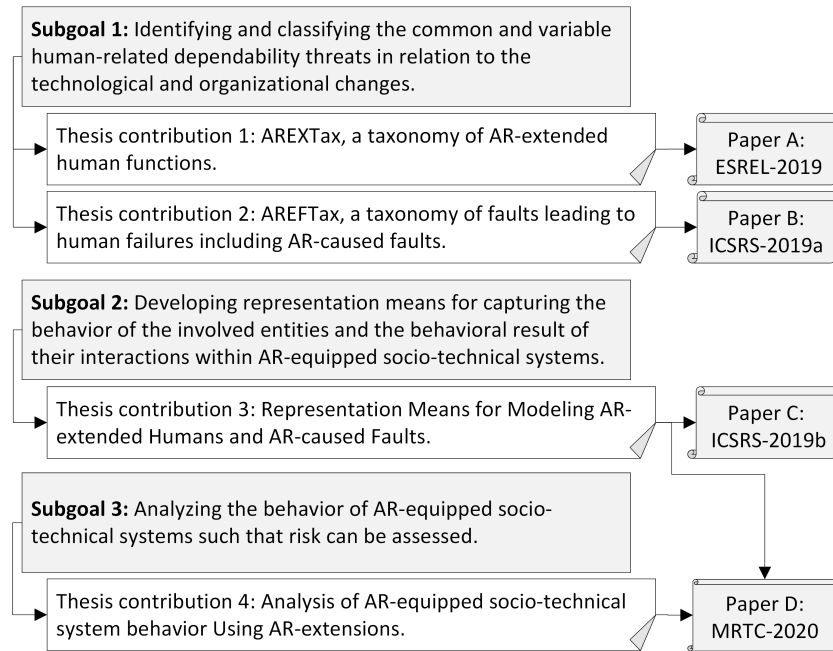 Subgoal 1: Identifying and classifying the common and variable
human-related dependability threats in relation to the
technological and organizational changes.
Thesis contribution 1: AREXTax, a taxonomy of AR-extended
human functions.
Paper A:
ESREL-2019
Thesis contribution 2: AREFTax, a taxonomy of faults leading to
human failures including AR-caused faults.
Paper B:
ICSRS-2019a
Subgoal 2: Developing representation means for capturing the
behavior of the involved entities and the behavioral result of
their interactions within AR-equipped socio-technical systems.
Thesis contribution 3: Representation Means for Modeling AR-
extended Humans and AR-caused Faults.
Paper C:
ICSRS-2019b
Subgoal 3: Analyzing the behavior of AR-equipped socio-
technical systems such that risk can be assessed.
Thesis contribution 4: Analysis of AR-equipped socio-technical
system behavior Using AR-extensions.
Paper D:
MRTC-2020